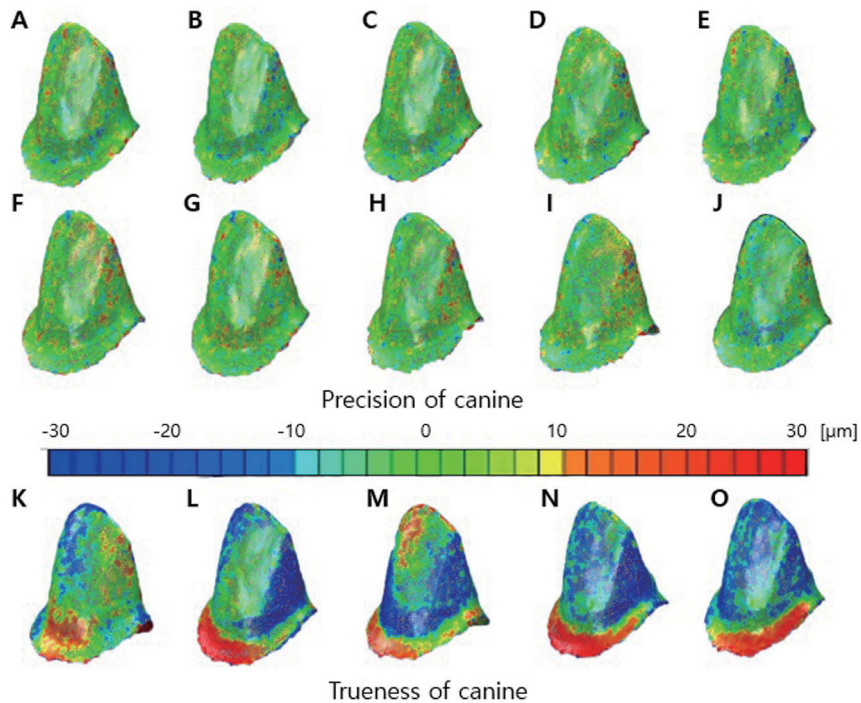 A B C D E
F G H I J
Precision of canine
-30 -20 -10 0 10 20 30 [μm]
K L M N O
Trueness of canine